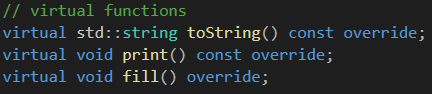 // virtual functions
virtual std::string toString() const override;
virtual void print() const override;
virtual void fill() override;